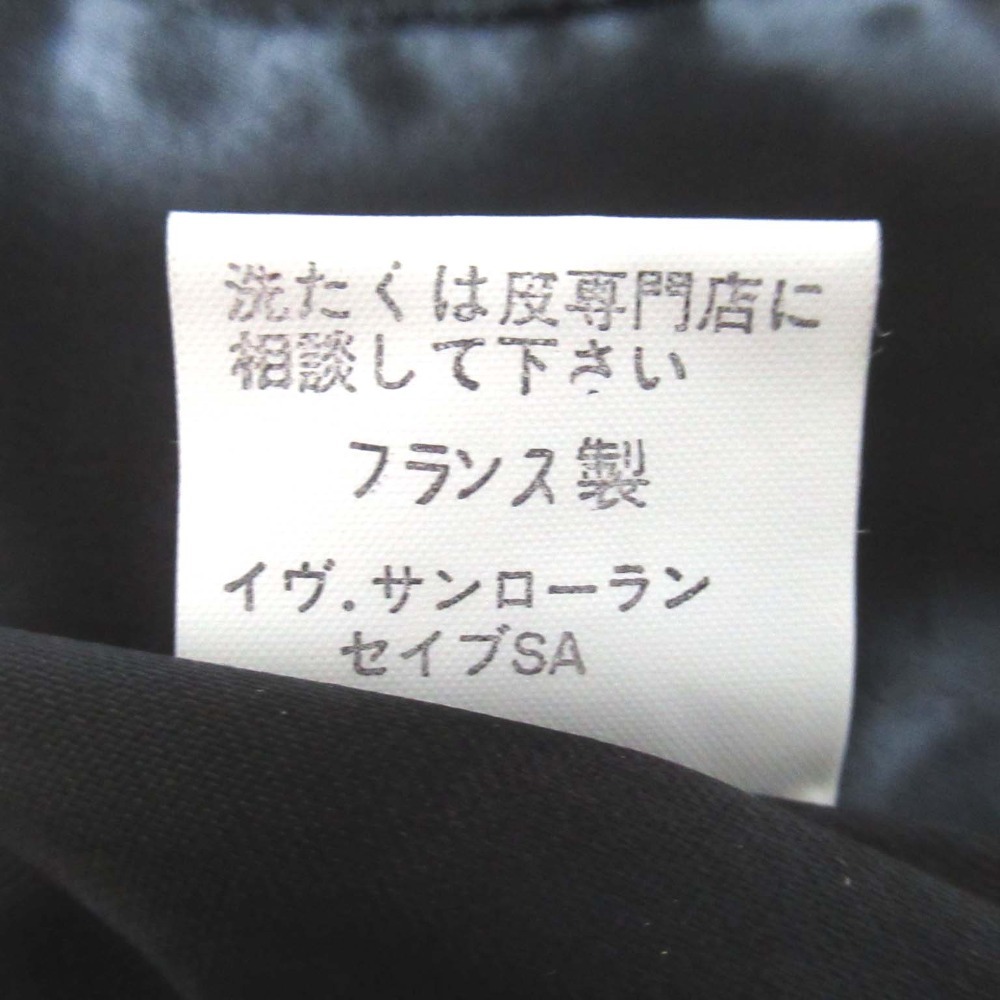 洗たくは皮専門店に
相談して下さい
フランス製
イヴ.サンローラン
セイブSA